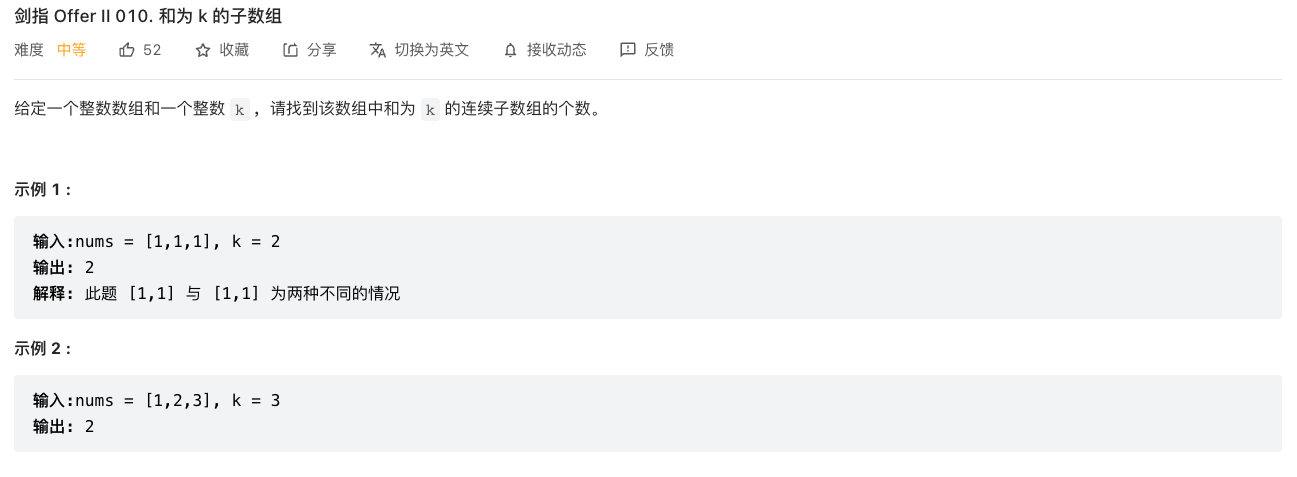 剑指 Offer II 010. 和为 k 的子数组
难度 中等 52 收藏 分享 切换为英文 接收动态 反馈
给定一个整数数组和一个整数 k ，请找到该数组中和为 k 的连续子数组的个数。
示例 1 :
输入:nums = [1,1,1], k = 2
输出: 2
解释: 此题 [1,1] 与 [1,1] 为两种不同的情况
示例 2 :
输入:nums = [1,2,3], k = 3
输出: 2